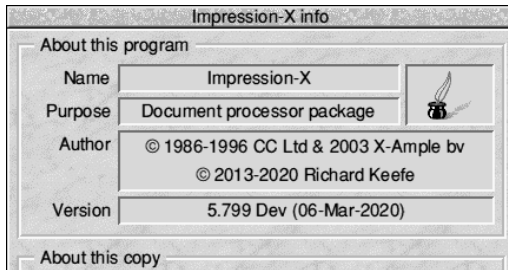 Impression-X info
About this program
Name Impression-X
Purpose Document processor package
Author © 1986-1996 CC Ltd & 2003 X-Ample bv
© 2013-2020 Richard Keefe
Version 5.799 Dev (06-Mar-2020)
About this copy